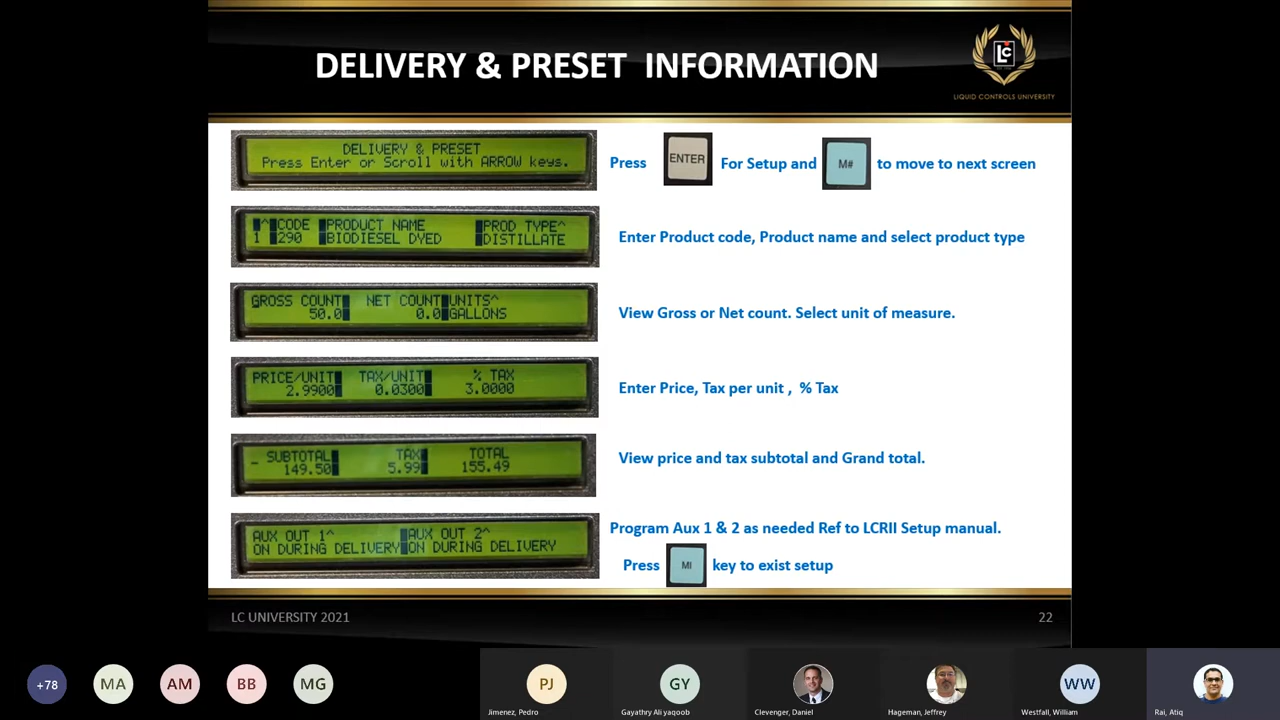 DELIVERY & PRESET INFORMATION
LC
LIQUID CONTROLS UNIVERSITY
DELIVERY & PRESET
Press Enter or Scroll with ARROW keys.
Press ENTER For Setup and M# to move to next screen
^ CODE PRODUCT NAME PROD TYPE^
1 290 BIODIESEL DYED DISTILLATE
Enter Product code, Product name and select product type
GROSS COUNT NET COUNT UNITS^
50.0 0.0 GALLONS
View Gross or Net count. Select unit of measure.
PRICE/UNIT TAX/UNIT % TAX
2.9900 0.0300 3.0000
Enter Price, Tax per unit , % Tax
SUBTOTAL TAX TOTAL
149.50 5.99 155.49
View price and tax subtotal and Grand total.
AUX OUT 1^ AUX OUT 2^
ON DURING DELIVERY ON DURING DELIVERY
Program Aux 1 & 2 as needed Ref to LCRII Setup manual.
Press MI key to exist setup
LC UNIVERSITY 2021
22
+78 MA AM BB MG PJ GY WW
Jimenez, Pedro Gayathry Ali yaqoob Clevenger, Daniel Hageman, Jeffrey Westfall, William Rai, Atiq